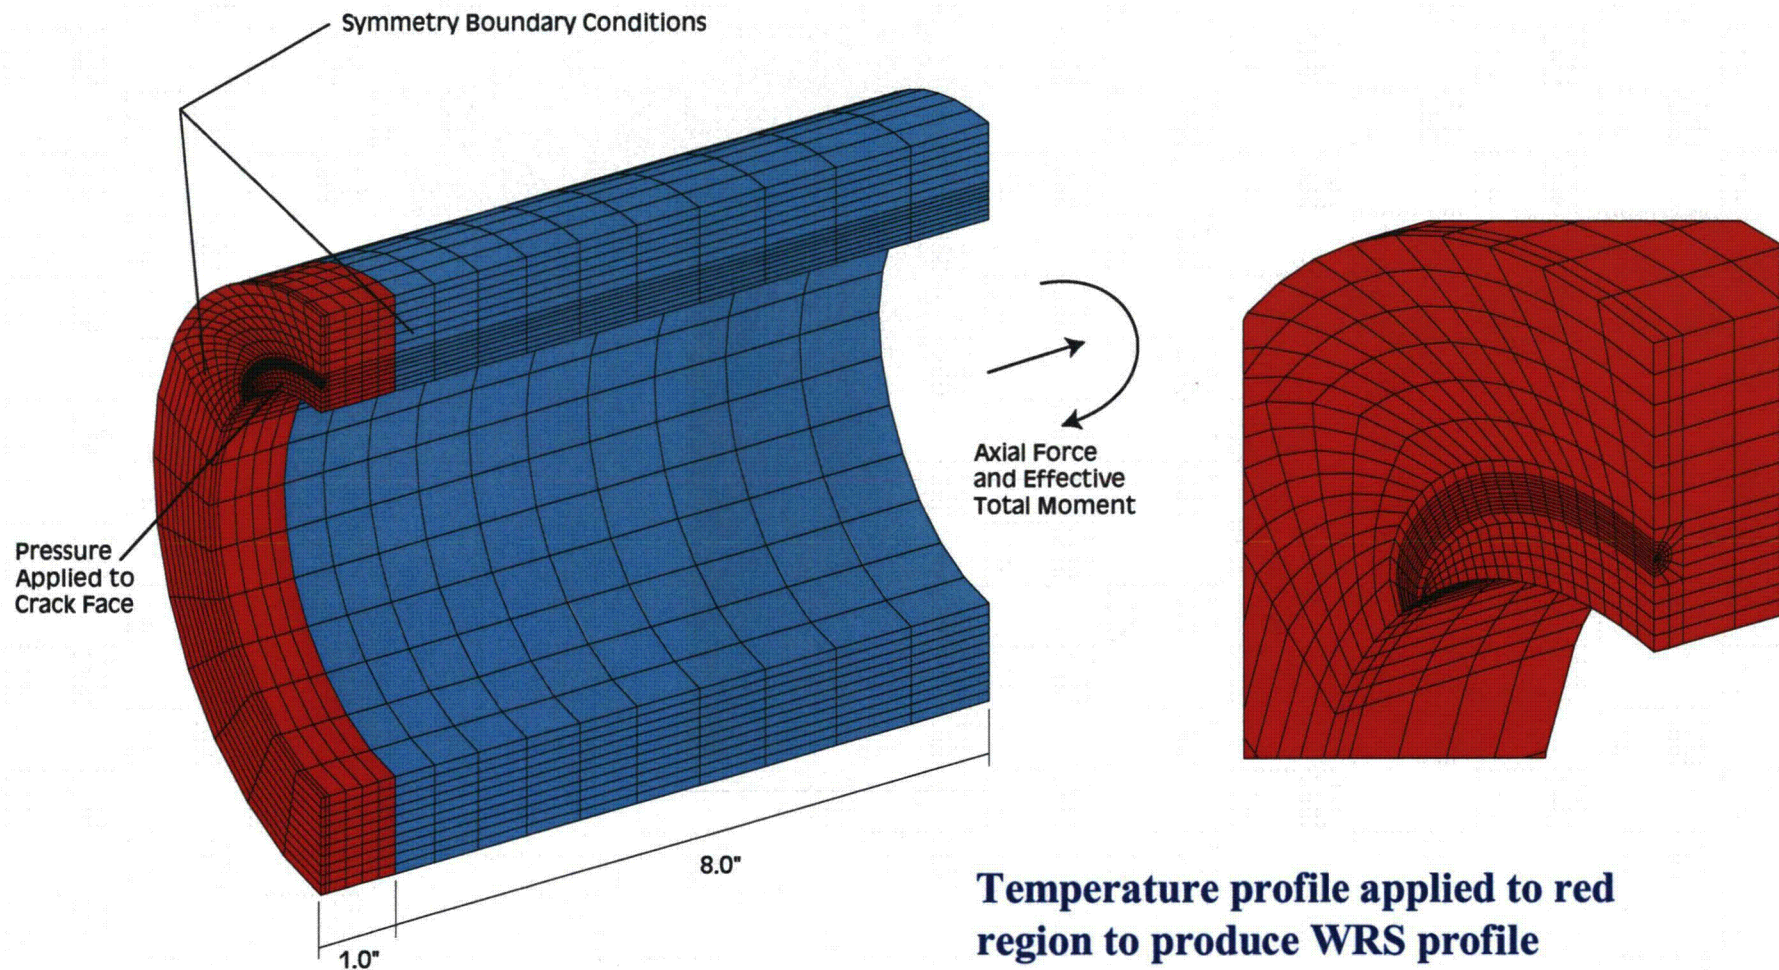 Symmetry Boundary Conditions
Axial Force
and Effective
Total Moment
Pressure
Applied to
Crack Face
8.0"
1.0"
Temperature profile applied to red
region to produce WRS profile